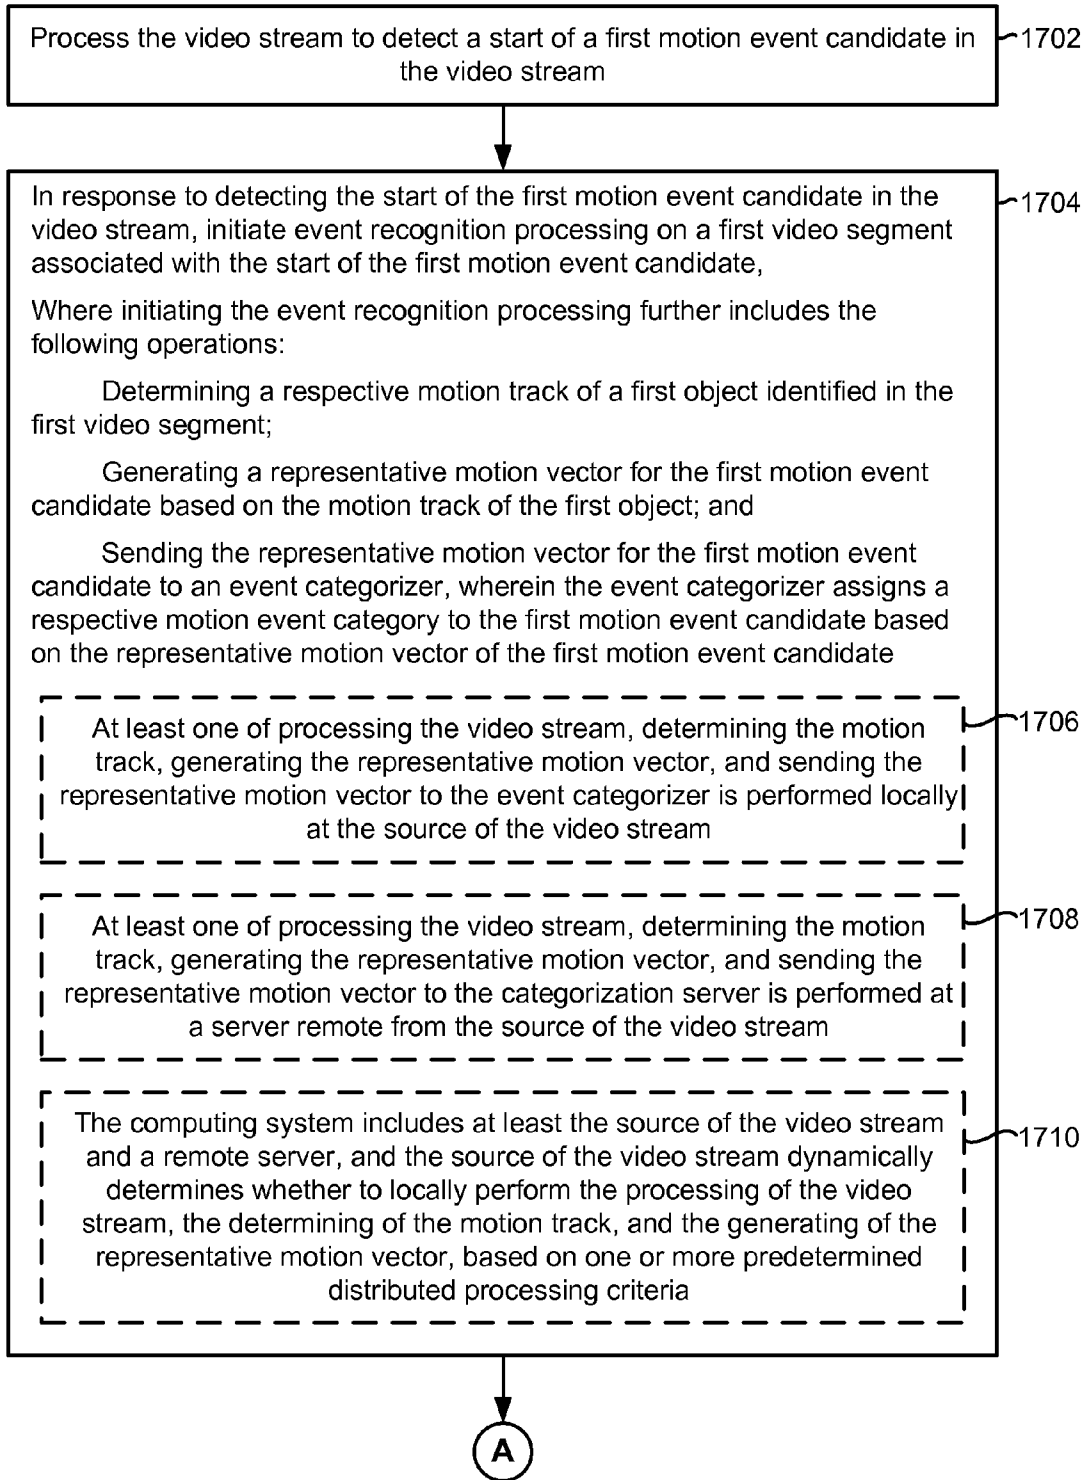 Process the video stream to detect a start of a first motion event candidate in
the video stream
1702
In response to detecting the start of the first motion event candidate in the
video stream, initiate event recognition processing on a first video segment
associated with the start of the first motion event candidate,
1704
Where initiating the event recognition processing further includes the
following operations:
Determining a respective motion track of a first object identified in the
first video segment;
Generating a representative motion vector for the first motion event
candidate based on the motion track of the first object; and
Sending the representative motion vector for the first motion event
candidate to an event categorizer, wherein the event categorizer assigns a
respective motion event category to the first motion event candidate based
on the representative motion vector of the first motion event candidate
At least one of processing the video stream, determining the motion
track, generating the representative motion vector, and sending the
representative motion vector to the event categorizer is performed locally
at the source of the video stream
1706
At least one of processing the video stream, determining the motion
track, generating the representative motion vector, and sending the
representative motion vector to the categorization server is performed at
a server remote from the source of the video stream
1708
The computing system includes at least the source of the video stream
and a remote server, and the source of the video stream dynamically
determines whether to locally perform the processing of the video
stream, the determining of the motion track, and the generating of the
representative motion vector, based on one or more predetermined
distributed processing criteria
1710
A